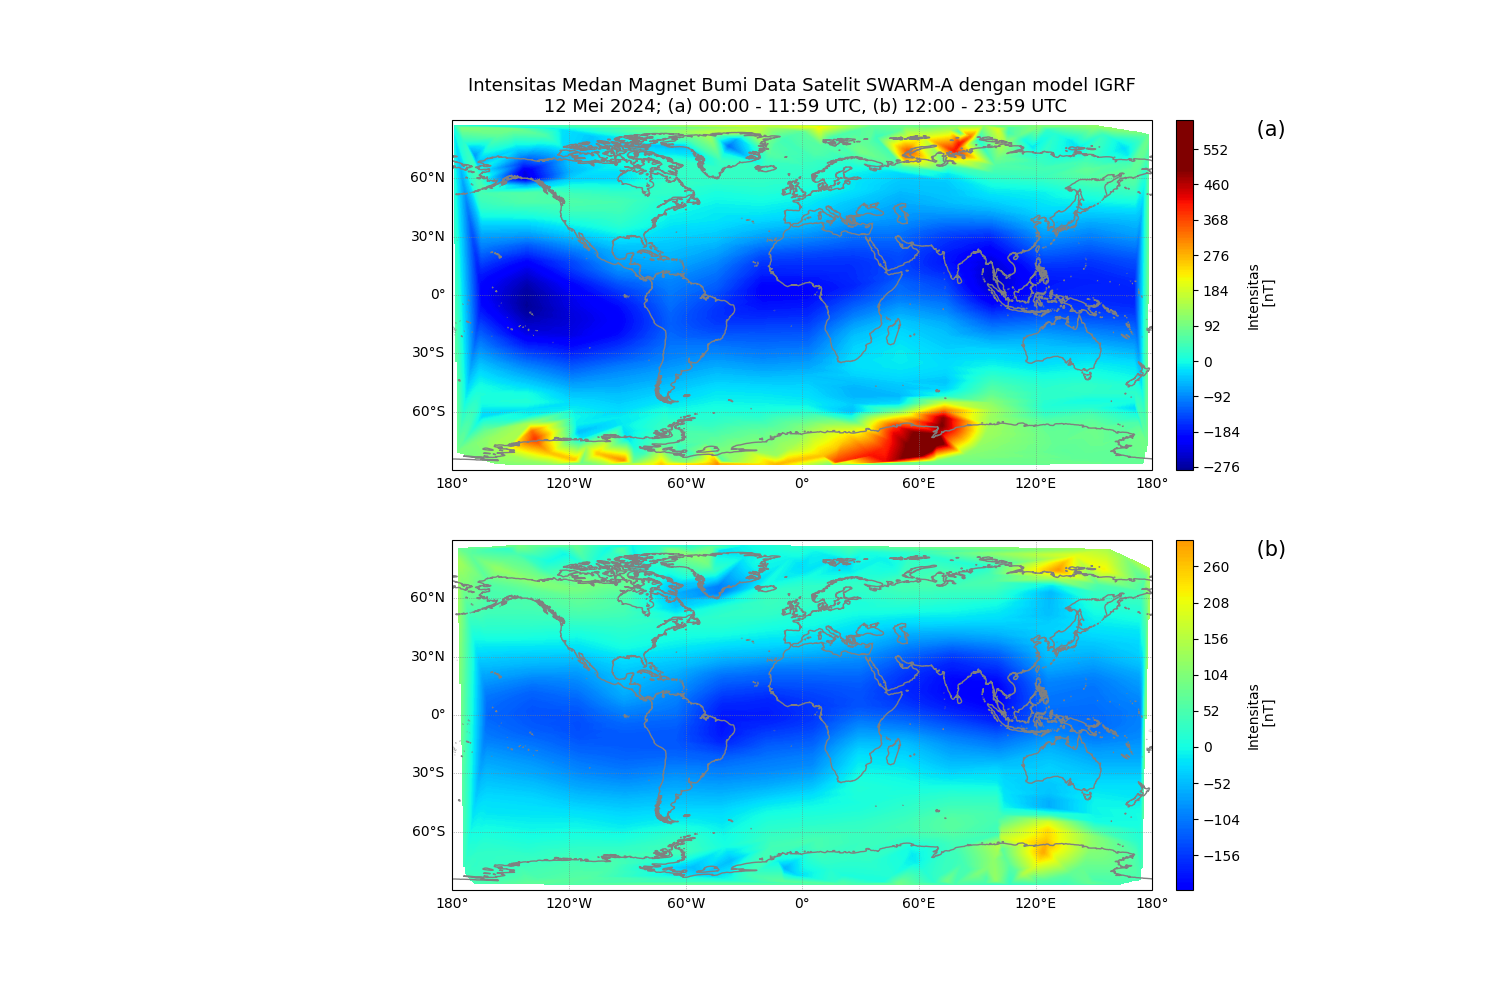 Intensitas Medan Magnet Bumi Data Satelit SWARM-A dengan model IGRF
12 Mei 2024; (a) 00:00 - 11:59 UTC, (b) 12:00 - 23:59 UTC
(a)
60°N
30°N
0°
30°S
60°S
180°
120°W
60°W
0°
60°E
120°E
180°
552
460
368
276
184
92
0
−92
−184
−276
Intensitas
[nT]
(b)
60°N
30°N
0°
30°S
60°S
180°
120°W
60°W
0°
60°E
120°E
180°
260
208
156
104
52
0
−52
−104
−156
Intensitas
[nT]